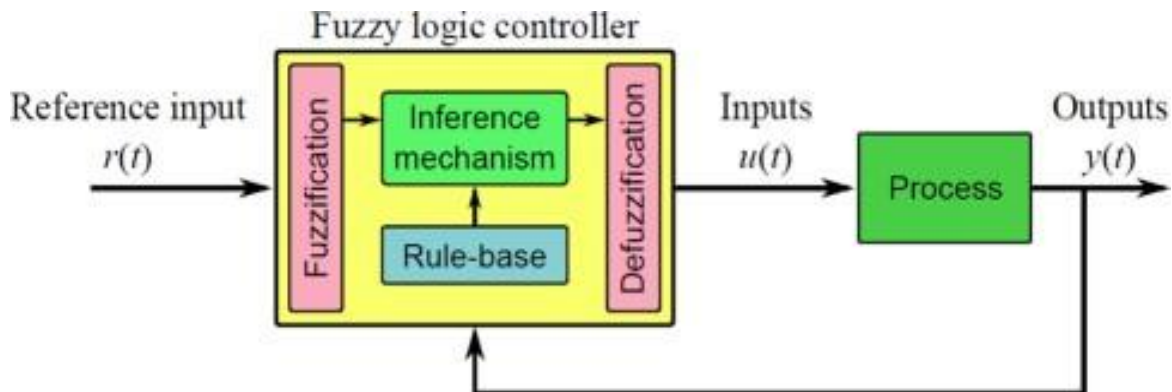 Fuzzy logic controller
Reference input
r(t)
Fuzzification
Inference
mechanism
Rule-base
Defuzzification
Inputs
u(t)
Process
Outputs
y(t)